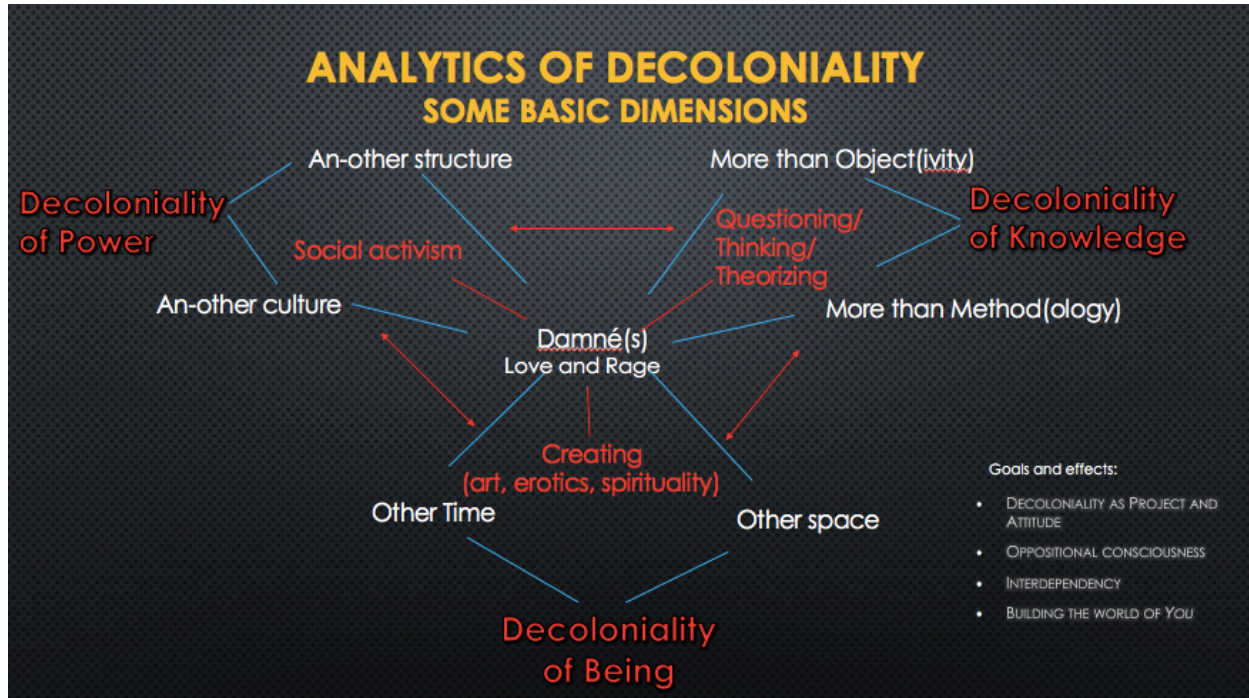 ANALYTICS OF DECOLONIALITY
SOME BASIC DIMENSIONS
An-other structure
More than Object(ivity)
Decoloniality
of Power
Decoloniality
of Knowledge
Social activism
Questioning/
Thinking/
Theorizing
An-other culture
More than Method(ology)
Damné(s)
Love and Rage
Creating
(art, erotics, spirituality)
Other Time
Other space
Decoloniality
of Being
Goals and effects:
• DECOLONIALITY AS PROJECT AND
ATTITUDE
• OPPOSITIONAL CONSCIOUSNESS
• INTERDEPENDENCY
• BUILDING THE WORLD OF YOU